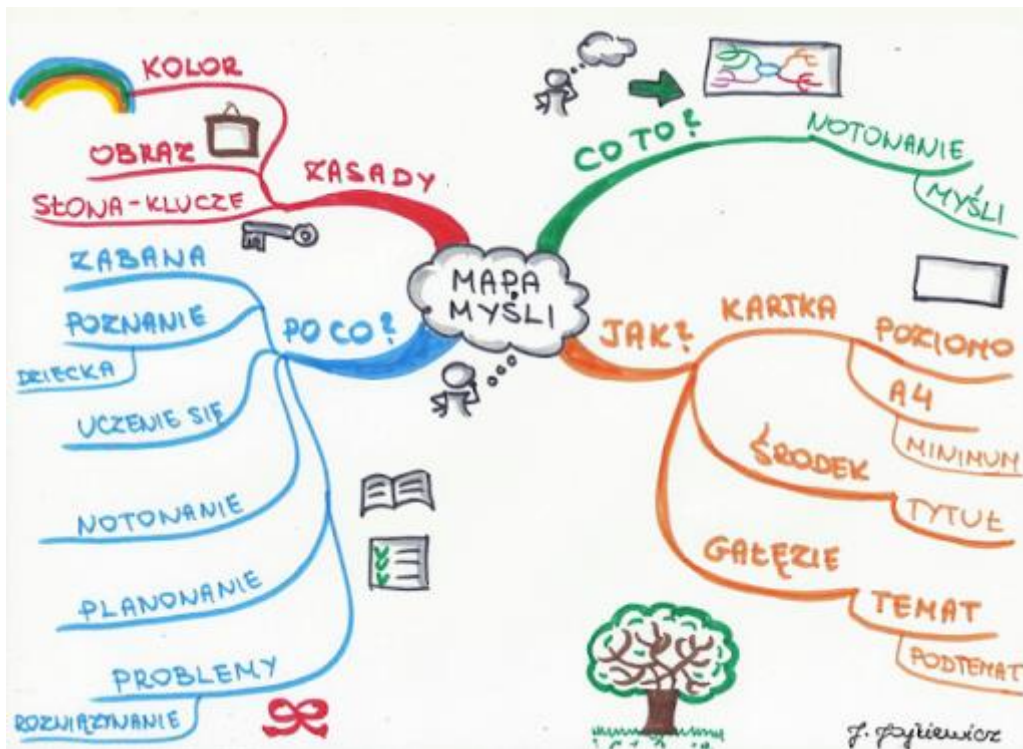 MAPA
MYŚLI
CO TO?
NOTOWANIE
MYŚLI
JAK?
KARTKA
POZIOMO
A4
MINIMUM
ŚRODEK
TYTUŁ
GAŁĘZIE
TEMAT
PODTEMAT
ZASADY
KOLOR
OBRAZ
SŁOWA-KLUCZE
PO CO?
ZABAWA
POZNANIE
DZIECKA
UCZENIE SIĘ
NOTOWANIE
PLANOWANIE
PROBLEMY
ROZWIĄZYWANIE